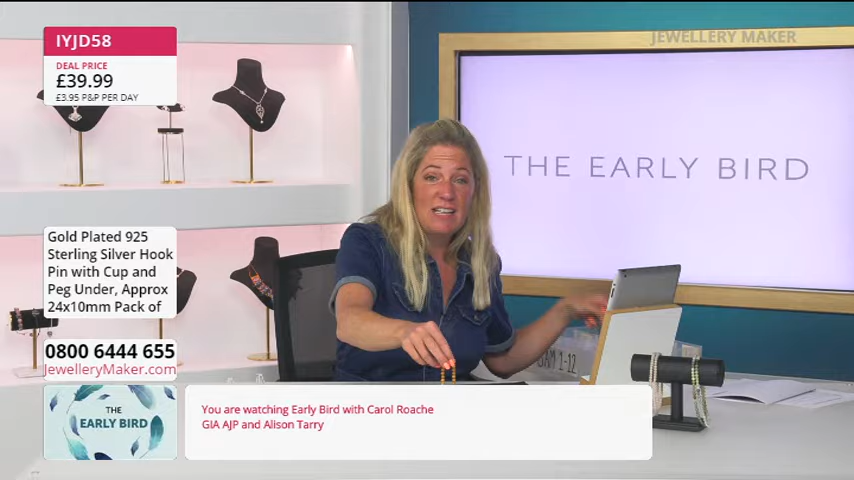 IYJD58
JEWELLERY MAKER
DEAL PRICE
£39.99
£3.95 P&P PER DAY
THE EARLY BIRD
Gold Plated 925
Sterling Silver Hook
Pin with Cup and
Peg Under, Approx
24x10mm Pack of
0800 6444 655
JewelleryMaker.com
1-12
THE
EARLY BIRD
You are watching Early Bird with Carol Roache
GIA AJP and Alison Tarry